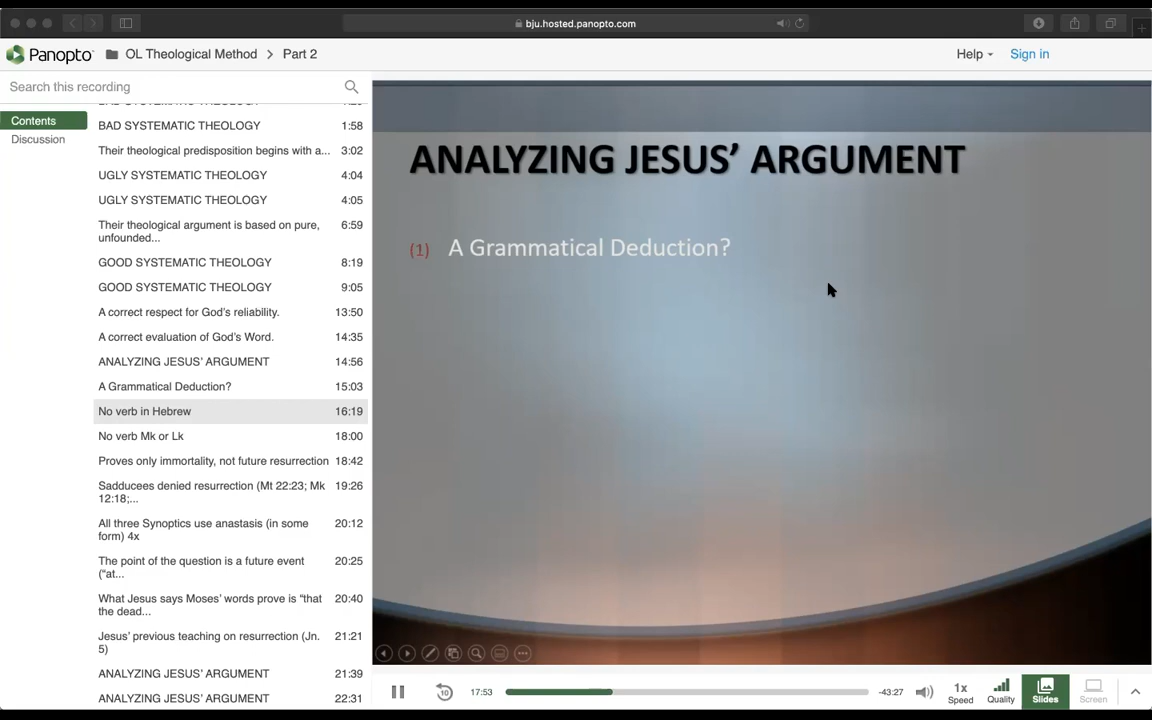 bju.hosted.panopto.com
Panopto
OL Theological Method > Part 2
Help
Sign in
Search this recording
Contents
Discussion
BAD SYSTEMATIC THEOLOGY 1:58
Their theological predisposition begins with a... 3:02
UGLY SYSTEMATIC THEOLOGY 4:04
UGLY SYSTEMATIC THEOLOGY 4:05
Their theological argument is based on pure, 6:59
unfounded...
GOOD SYSTEMATIC THEOLOGY 8:19
GOOD SYSTEMATIC THEOLOGY 9:05
A correct respect for God's reliability. 13:50
A correct evaluation of God's Word. 14:35
ANALYZING JESUS' ARGUMENT 14:56
A Grammatical Deduction? 15:03
No verb in Hebrew 16:19
No verb Mk or Lk 18:00
Proves only immortality, not future resurrection 18:42
Sadducees denied resurrection (Mt 22:23; Mk 19:26
12:18;...
All three Synoptics use anastasis (in some 20:12
form) 4x
The point of the question is a future event 20:25
("at...
What Jesus says Moses' words prove is "that 20:40
the dead...
Jesus' previous teaching on resurrection (Jn. 21:21
5)
ANALYZING JESUS' ARGUMENT 21:39
ANALYZING JESUS' ARGUMENT 22:31
ANALYZING JESUS' ARGUMENT
(1) A Grammatical Deduction?
10
17:53
-43:27
1x
Speed
Quality
Slides
Screen